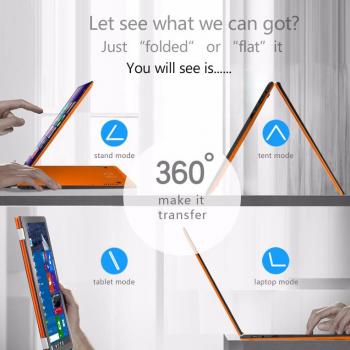 Let see what we can got?
Just “folded” or “flat” it
You will see is......
stand mode
tent mode
360°
make it
transfer
tablet mode
laptop mode